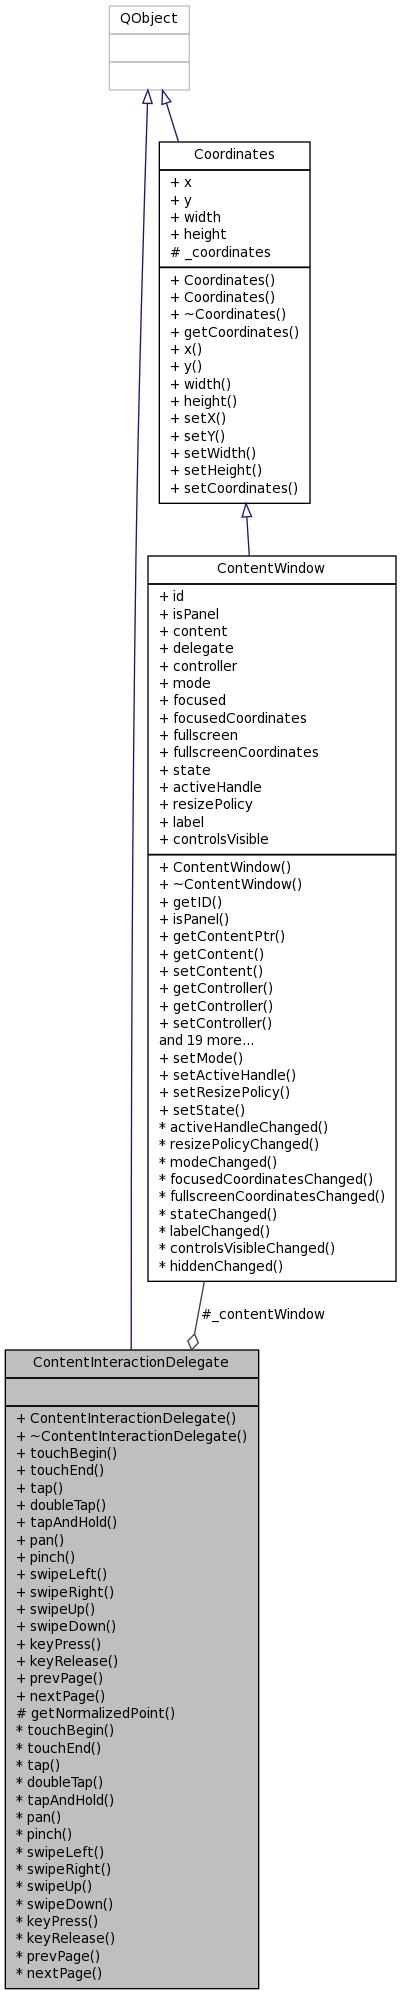 QObject
Coordinates
+ x
+ y
+ width
+ height
# _coordinates
+ Coordinates()
+ Coordinates()
+ ~Coordinates()
+ getCoordinates()
+ x()
+ y()
+ width()
+ height()
+ setX()
+ setY()
+ setWidth()
+ setHeight()
+ setCoordinates()
ContentWindow
+ id
+ isPanel
+ content
+ delegate
+ controller
+ mode
+ focused
+ focusedCoordinates
+ fullscreen
+ fullscreenCoordinates
+ state
+ activeHandle
+ resizePolicy
+ label
+ controlsVisible
+ ContentWindow()
+ ~ContentWindow()
+ getID()
+ isPanel()
+ getContentPtr()
+ getContent()
+ setContent()
+ getController()
+ getController()
+ setController()
and 19 more...
+ setMode()
+ setActiveHandle()
+ setResizePolicy()
+ setState()
* activeHandleChanged()
* resizePolicyChanged()
* modeChanged()
* focusedCoordinatesChanged()
* fullscreenCoordinatesChanged()
* stateChanged()
* labelChanged()
* controlsVisibleChanged()
* hiddenChanged()
#_contentWindow
ContentInteractionDelegate
+ ContentInteractionDelegate()
+ ~ContentInteractionDelegate()
+ touchBegin()
+ touchEnd()
+ tap()
+ doubleTap()
+ tapAndHold()
+ pan()
+ pinch()
+ swipeLeft()
+ swipeRight()
+ swipeUp()
+ swipeDown()
+ keyPress()
+ keyRelease()
+ prevPage()
+ nextPage()
# getNormalizedPoint()
* touchBegin()
* touchEnd()
* tap()
* doubleTap()
* tapAndHold()
* pan()
* pinch()
* swipeLeft()
* swipeRight()
* swipeUp()
* swipeDown()
* keyPress()
* keyRelease()
* prevPage()
* nextPage()